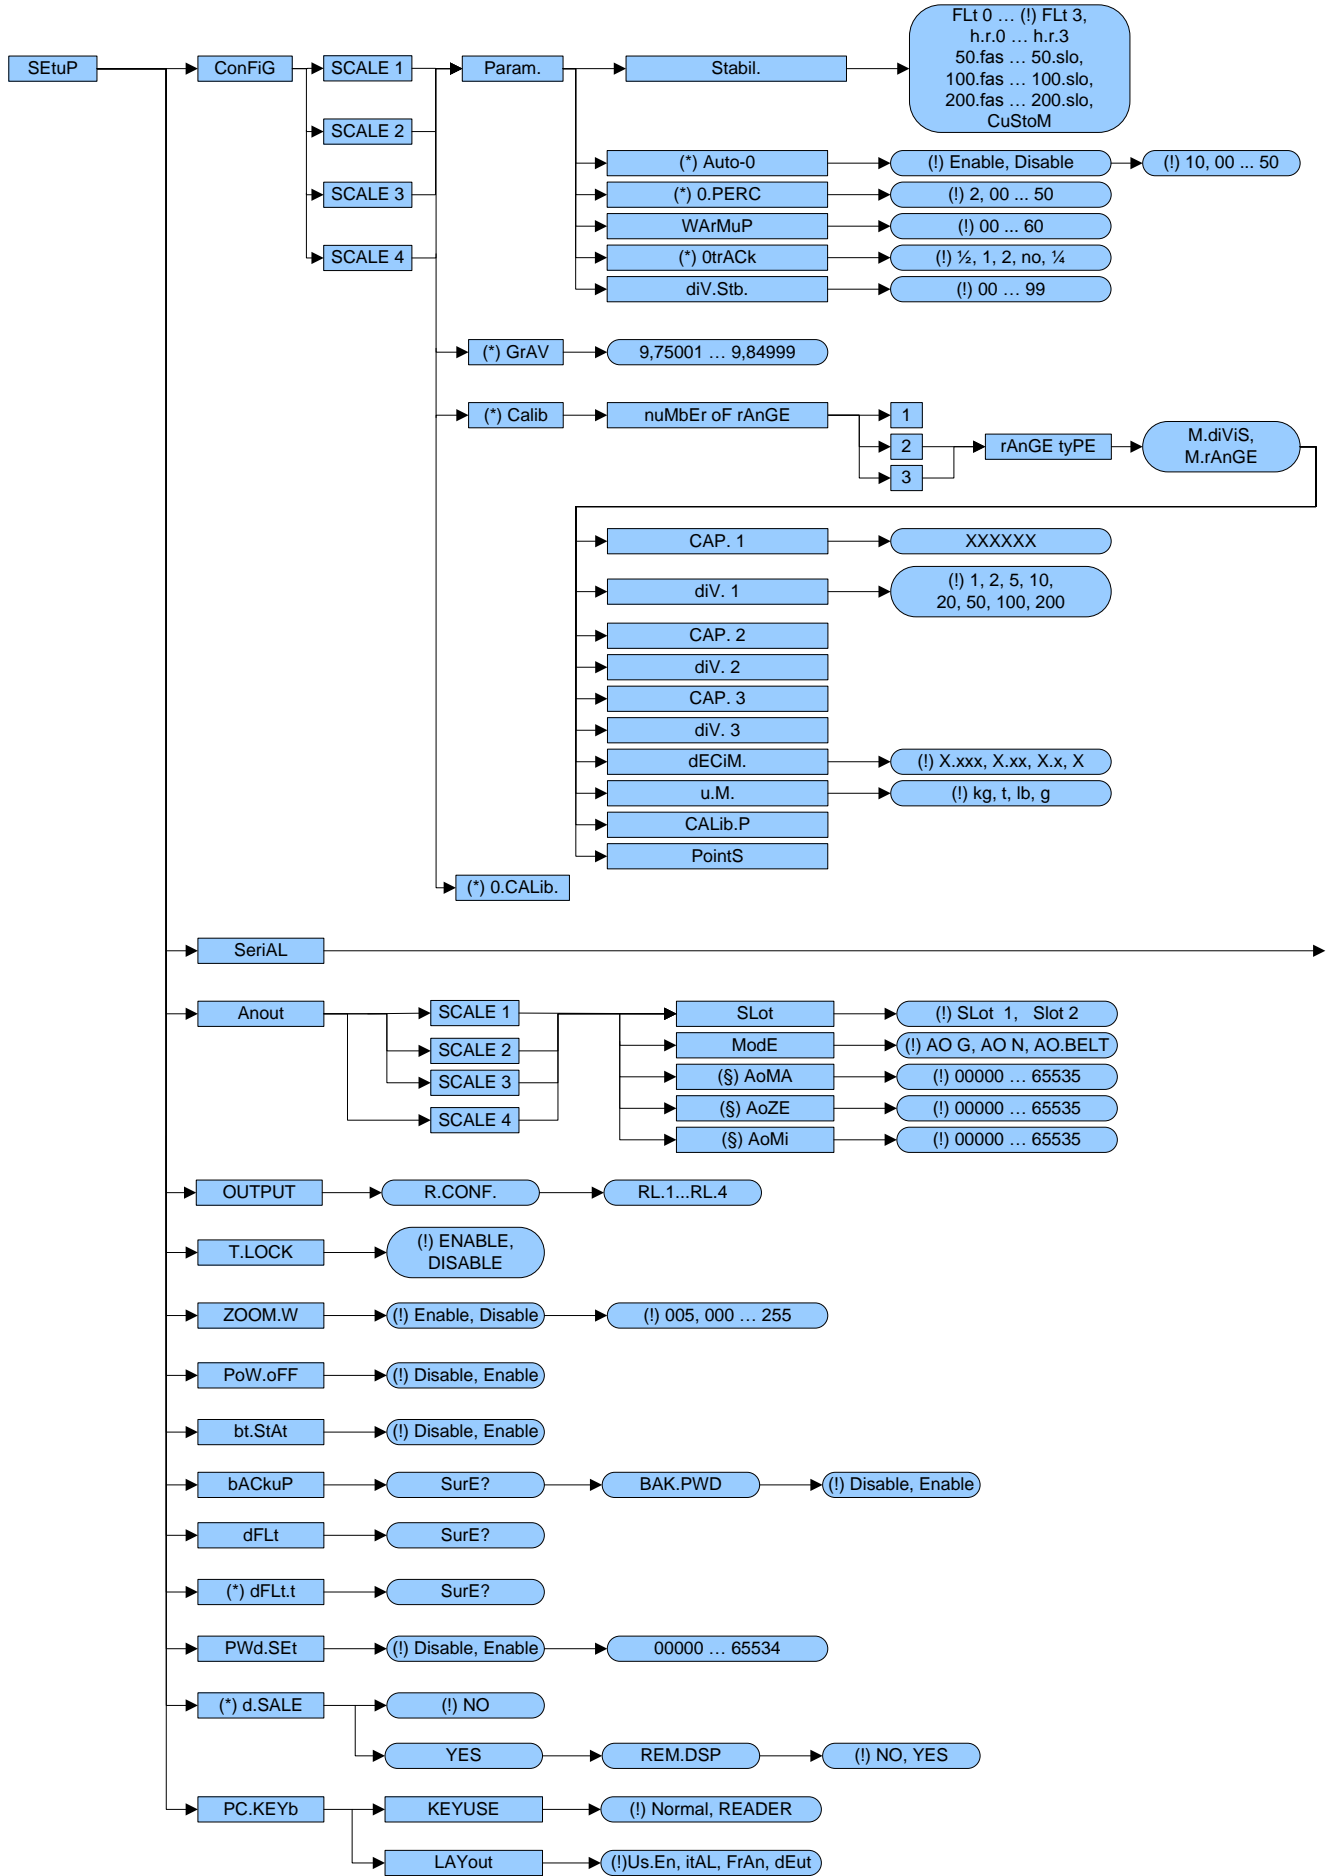 SEtuP
ConFiG
SCALE 1
Param.
Stabil.
FLt 0 … (!) FLt 3,
h.r.0 … h.r.3
50.fas … 50.slo,
100.fas … 100.slo,
200.fas … 200.slo,
CuStoM
SCALE 2
SCALE 3
SCALE 4
(*) Auto-0
(!) Enable, Disable
(!) 10, 00 ... 50
(*) 0.PERC
(!) 2, 00 ... 50
WArMuP
(!) 00 ... 60
(*) 0trACk
(!) ½, 1, 2, no, ¼
diV.Stb.
(!) 00 … 99
(*) GrAV
9,75001 … 9,84999
(*) Calib
nuMbEr oF rAnGE
1
2
3
rAnGE tyPE
M.diViS,
M.rAnGE
CAP. 1
XXXXXX
diV. 1
(!) 1, 2, 5, 10,
20, 50, 100, 200
CAP. 2
diV. 2
CAP. 3
diV. 3
dECiM.
(!) X.xxx, X.xx, X.x, X
u.M.
(!) kg, t, lb, g
CALib.P
PointS
(*) 0.CALib.
SeriAL
Anout
SCALE 1
SCALE 2
SCALE 3
SCALE 4
SLot
(!) SLot 1, Slot 2
ModE
(!) AO G, AO N, AO.BELT
(§) AoMA
(!) 00000 … 65535
(§) AoZE
(!) 00000 … 65535
(§) AoMi
(!) 00000 … 65535
OUTPUT
R.CONF.
RL.1...RL.4
T.LOCK
(!) ENABLE,
DISABLE
ZOOM.W
(!) Enable, Disable
(!) 005, 000 … 255
PoW.oFF
(!) Disable, Enable
bt.StAt
(!) Disable, Enable
bACkuP
SurE?
BAK.PWD
(!) Disable, Enable
dFLt
SurE?
(*) dFLt.t
SurE?
PWd.SEt
(!) Disable, Enable
00000 … 65534
(*) d.SALE
(!) NO
YES
REM.DSP
(!) NO, YES
PC.KEYb
KEYUSE
(!) Normal, READER
LAYout
(!)Us.En, itAL, FrAn, dEut